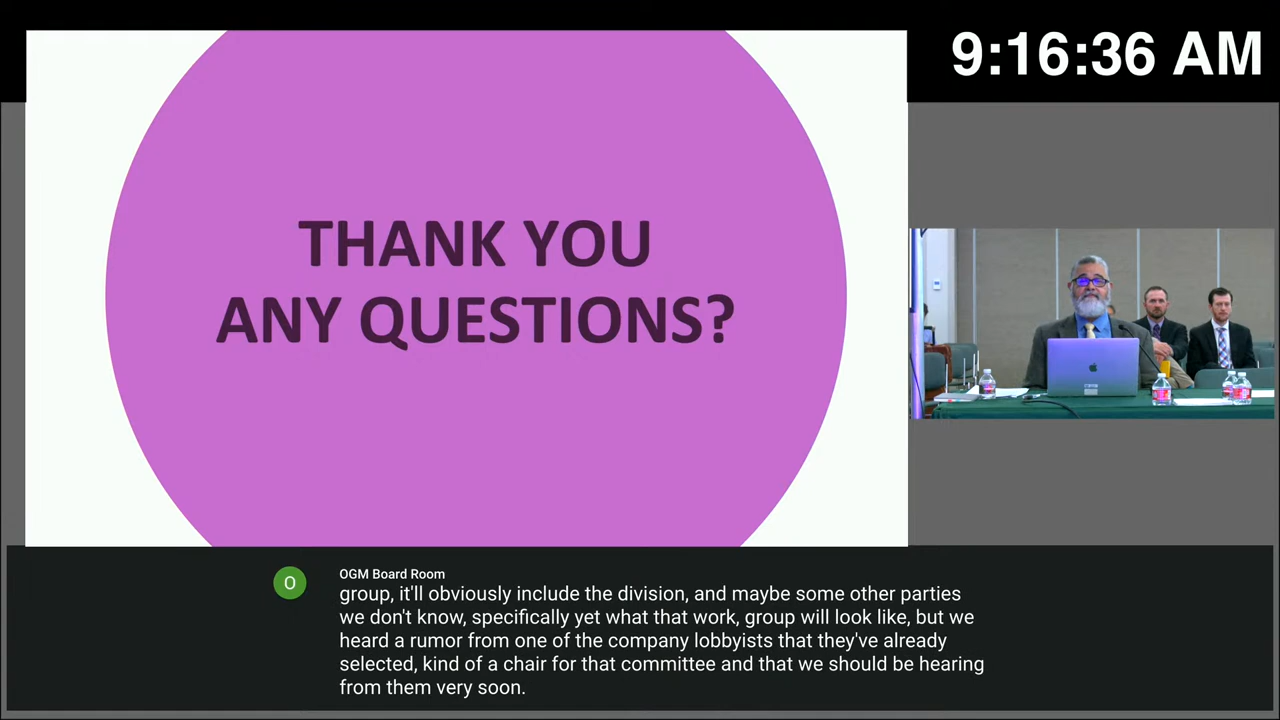 9:16:36 AM
THANK YOU
ANY QUESTIONS?
O
OGM Board Room
group, it'll obviously include the division, and maybe some other parties
we don't know, specifically yet what that work, group will look like, but we
heard a rumor from one of the company lobbyists that they've already
selected, kind of a chair for that committee and that we should be hearing
from them very soon.